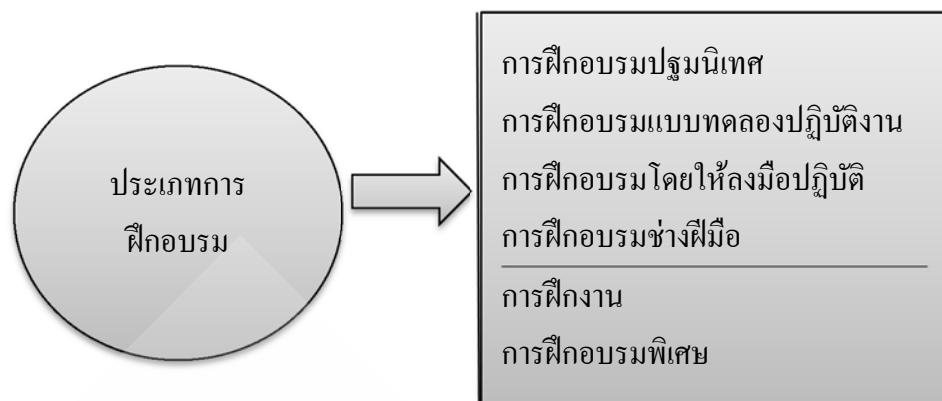 ประเภทการ
ฝึกอบรม
การฝึกอบรมปฐมนิเทศ
การฝึกอบรมแบบทดลองปฏิบัติงาน
การฝึกอบรมโดยให้ลงมือปฏิบัติ
การฝึกอบรมช่างฝีมือ
การฝึกงาน
การฝึกอบรมพิเศษ